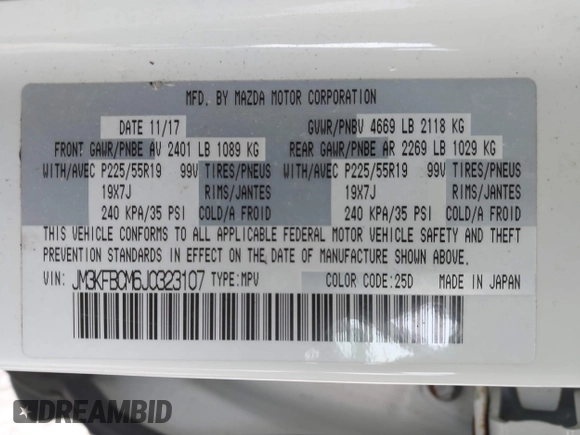 MFD. BY MAZDA MOTOR CORPORATION
DATE 11/17 GVWR/PNBV 4669 LB 2118 KG
FRONT GAWR/PNBE AV 2401 LB 1089 KG REAR GAWR/PNBE AR 2269 LB 1029 KG
WITH/AVEC P225/55R19 99V TIRES/PNEUS WITH/AVEC P225/55R19 99V TIRES/PNEUS
19X7J RIMS/JANTES 19X7J RIMS/JANTES
240 KPA/35 PSI COLD/A FROID 240 KPA/35 PSI COLD/A FROID
THIS VEHICLE CONFORMS TO ALL APPLICABLE FEDERAL MOTOR VEHICLE SAFETY AND THEFT
PREVENTION STANDARDS IN EFFECT ON THE DATE OF MANUFACTURE SHOWN ABOVE.
VIN: JM3KFBCM6J0323107 TYPE:MPV COLOR CODE:25D MADE IN JAPAN
DREAMBID